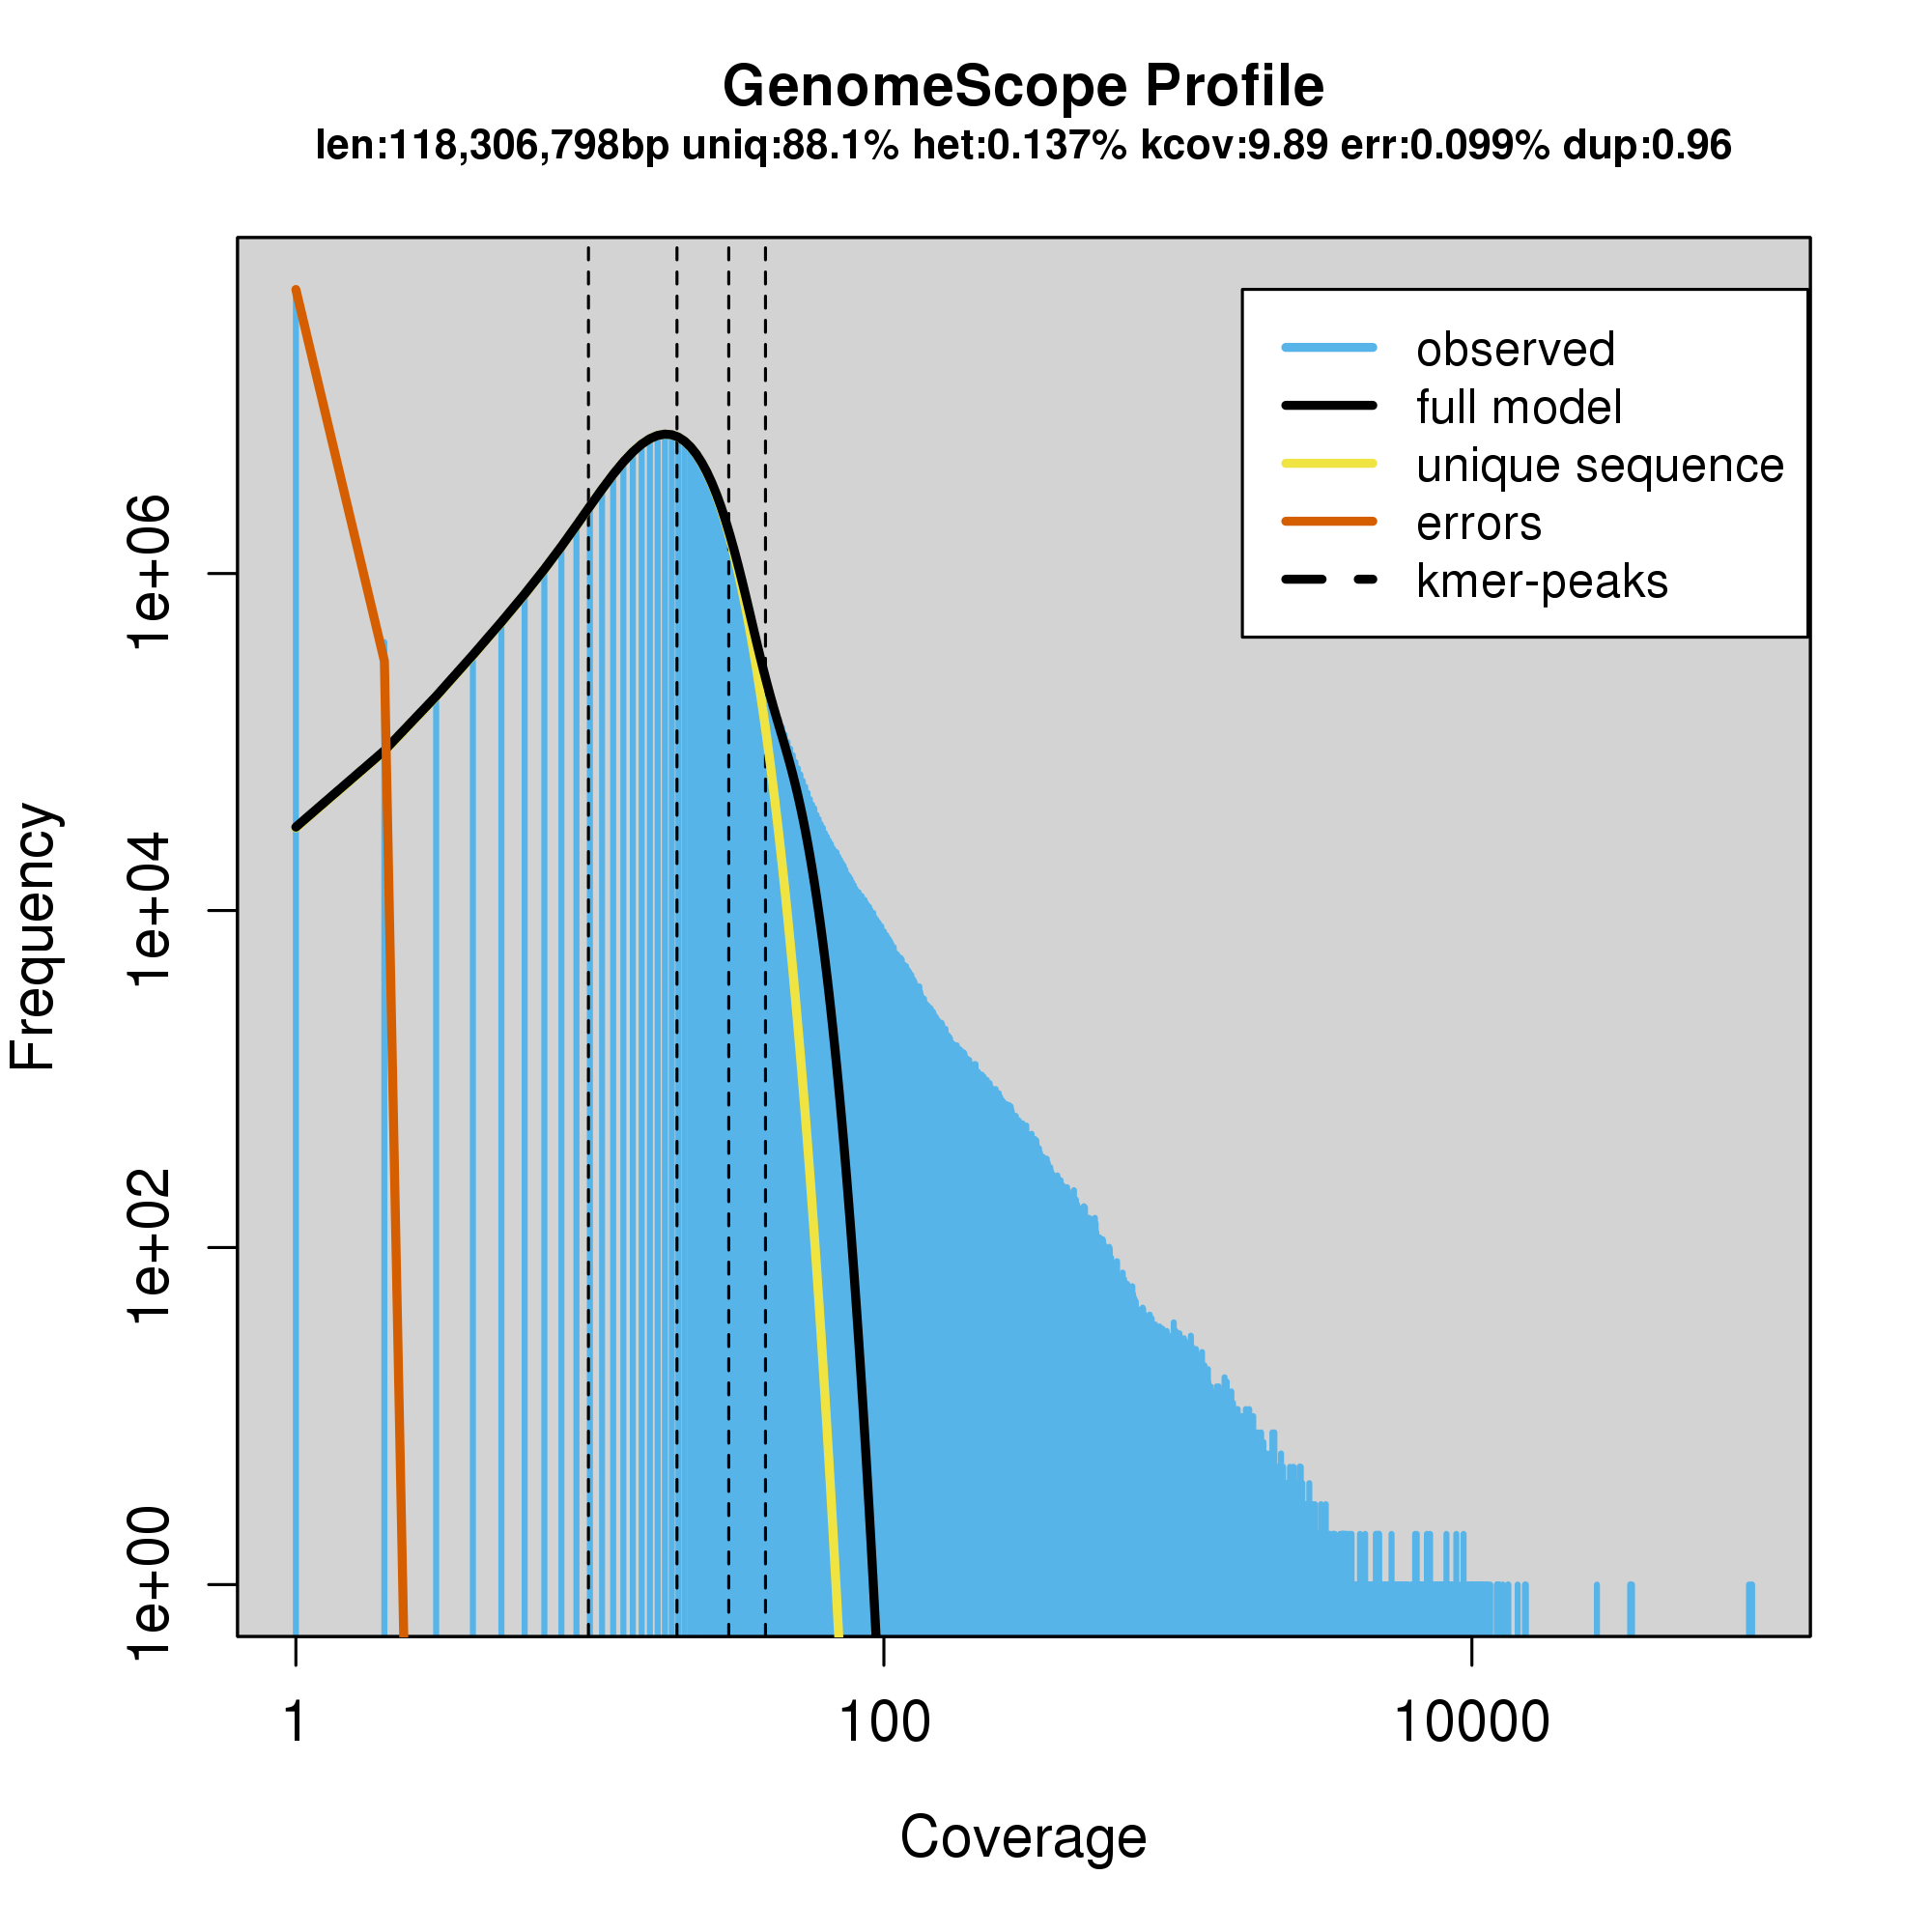 GenomeScope Profile
len:118,306,798bp uniq:88.1% het:0.137% kcov:9.89 err:0.099% dup:0.96
observed
full model
unique sequence
errors
kmer-peaks
Frequency
1e+06
1e+04
1e+02
1e+00
1
100
10000
Coverage